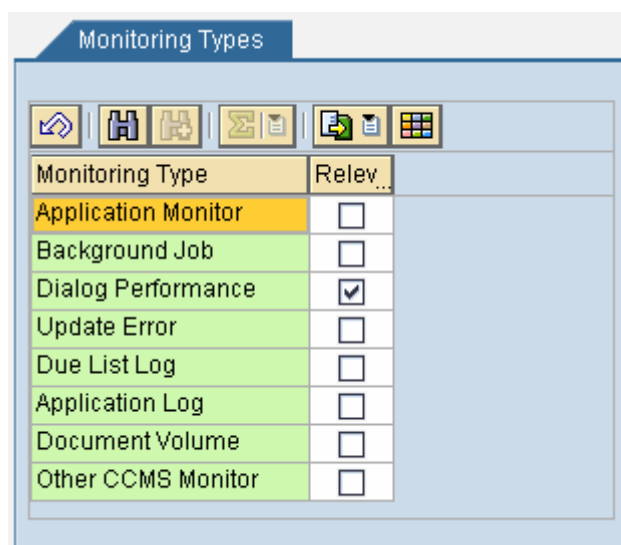 Monitoring Types
Monitoring Type Relev...
Application Monitor
Background Job
Dialog Performance
Update Error
Due List Log
Application Log
Document Volume
Other CCMS Monitor